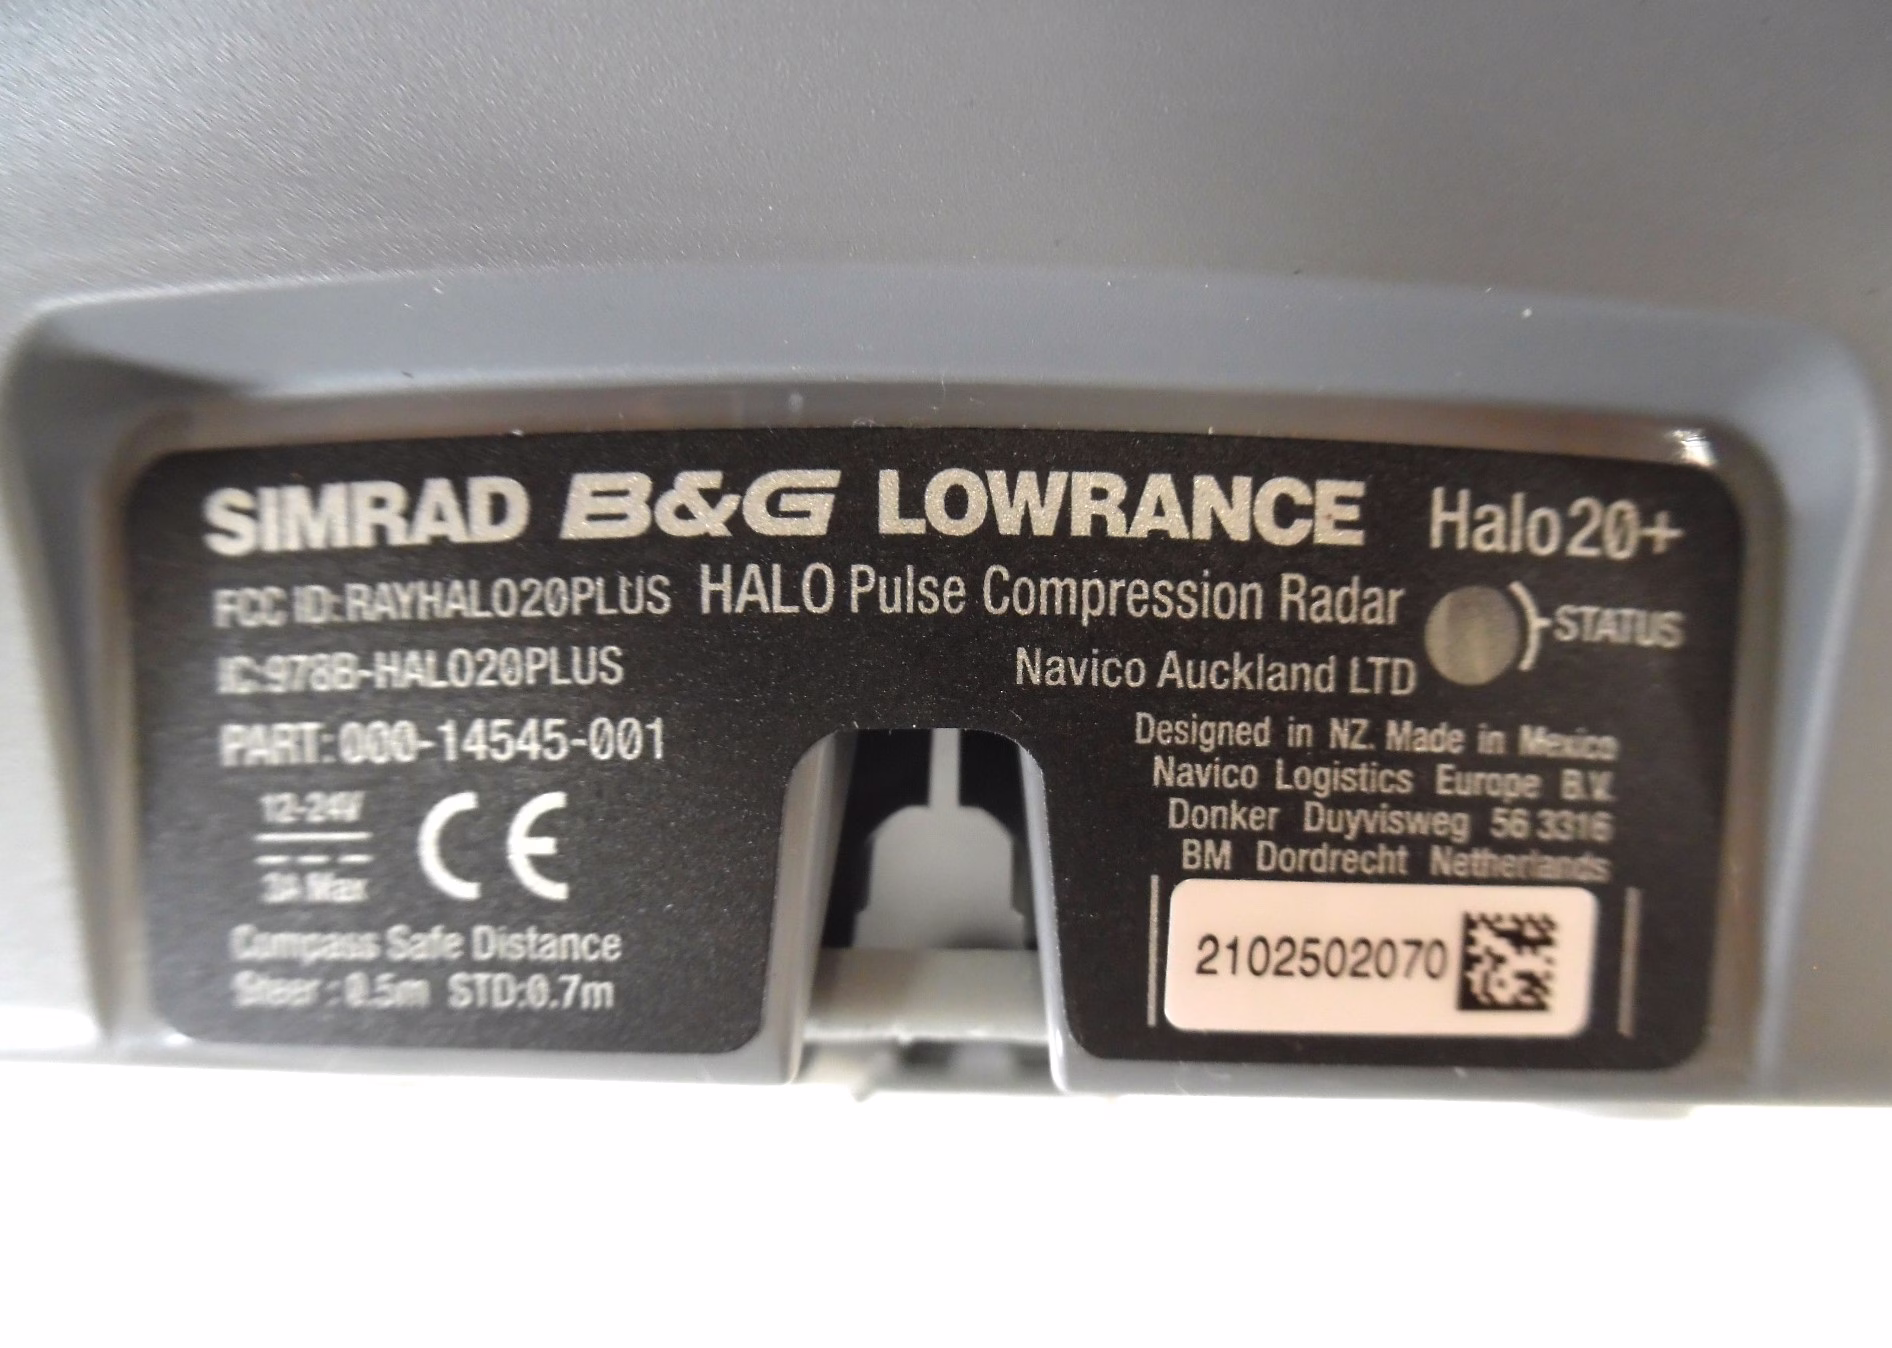 SIMRAD B&G LOWRANCE Halo20+
FCC ID:RAYHALO20PLUS HALO Pulse Compression Radar
STATUS
IC:978B-HALO20PLUS
Navico Auckland LTD
PART:000-14545-001
12-24V
3A Max
CE
Compass Safe Distance
Steer:0.5m STD:0.7m
Designed in NZ. Made in Mexico
Navico Logistics Europe B.V.
Donker Duyvisweg 56 3316
BM Dordrecht Netherlands
2102502070